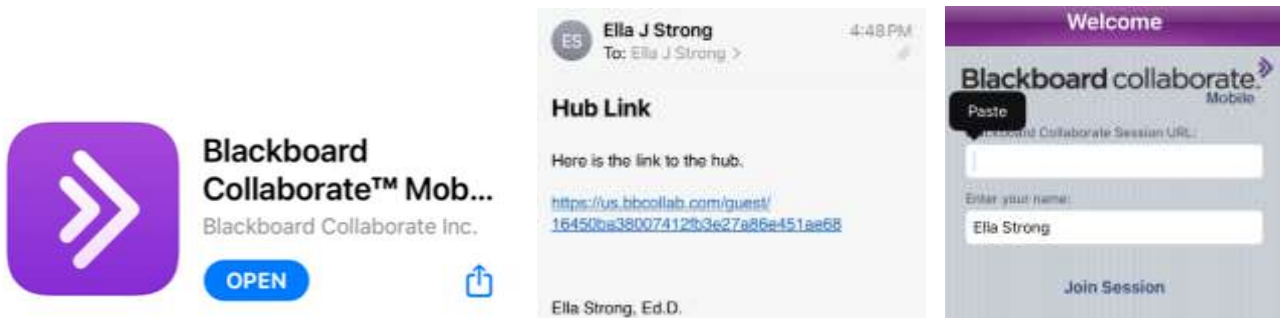 Blackboard
Collaborate™ Mob...
Blackboard Collaborate Inc.
OPEN
ES
Ella J Strong
4:48 PM
To: Ella J Strong >
Hub Link
Here is the link to the hub.
https://us.bbcollab.com/guest/
16450ba38007412fb3e27a86e451ae68
Ella Strong, Ed.D.
Welcome
Blackboard collaborate.
Mobile
Paste
Collaborate Session URL:
Enter your name:
Ella Strong
Join Session